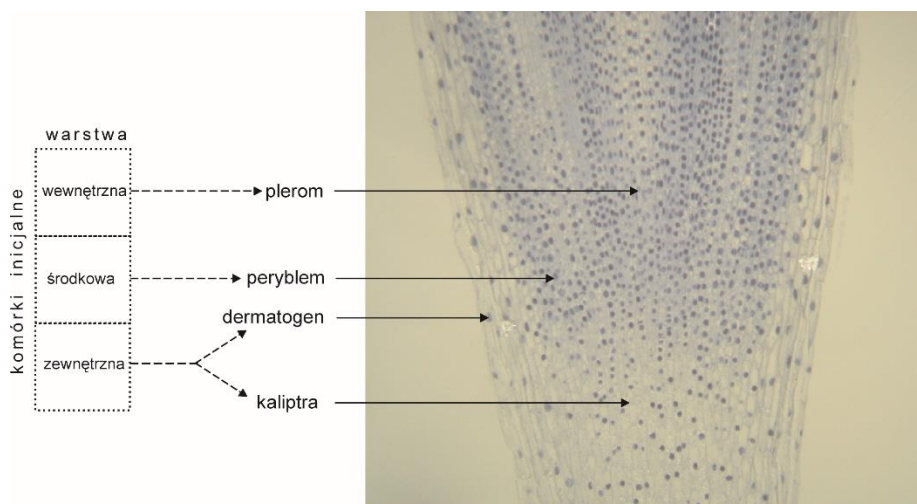 warstwa
komórki inicjalne
wewnętrzna
plerom
środkowa
peryblem
dermatogen
zewnętrzna
kaliptra